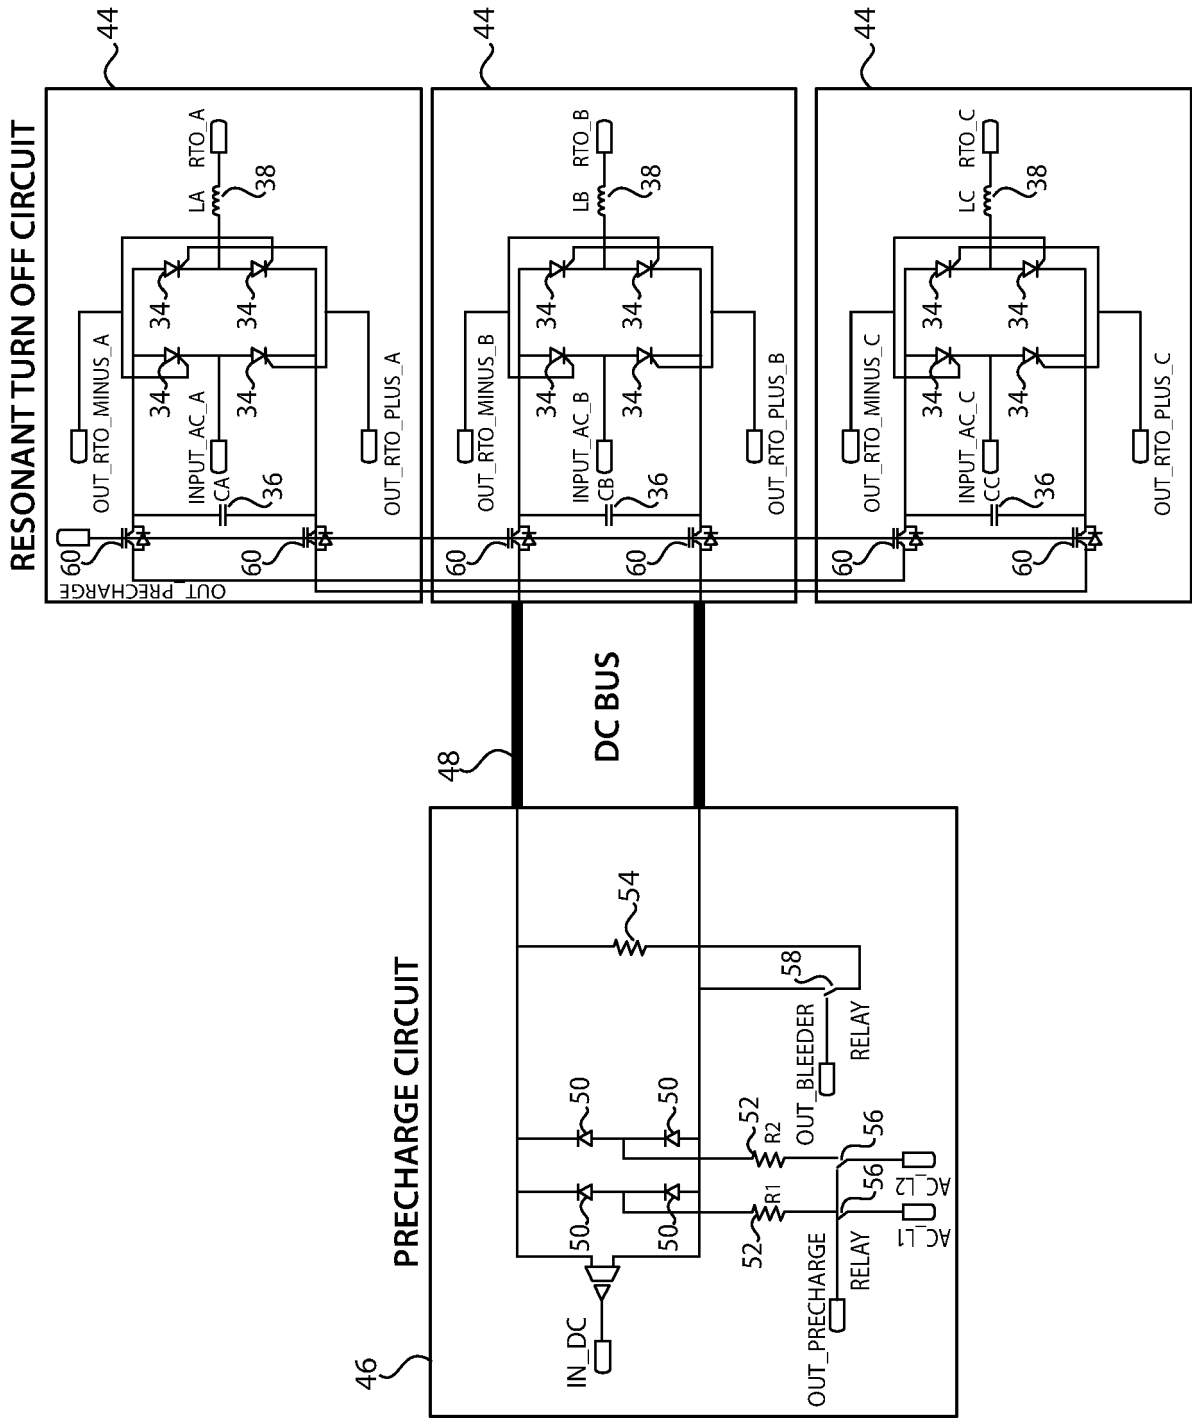 RESONANT TURN OFF CIRCUIT
44
RTO_A
LA
38
34
34
34
34
OUT_RTO_MINUS_A
INPUT_AC_A
CA
36
OUT_RTO_PLUS_A
60
60
OUT_PRECHARGE
44
RTO_B
LB
38
34
34
34
34
OUT_RTO_MINUS_B
INPUT_AC_B
CB
36
OUT_RTO_PLUS_B
60
60
44
RTO_C
LC
38
34
34
34
34
OUT_RTO_MINUS_C
INPUT_AC_C
CC
36
OUT_RTO_PLUS_C
60
60
48
DC BUS
PRECHARGE CIRCUIT
46
54
58
OUT_BLEEDER
RELAY
50
50
50
50
52
R2
52
R1
56
56
AC_L2
AC_L1
OUT_PRECHARGE
RELAY
IN_DC